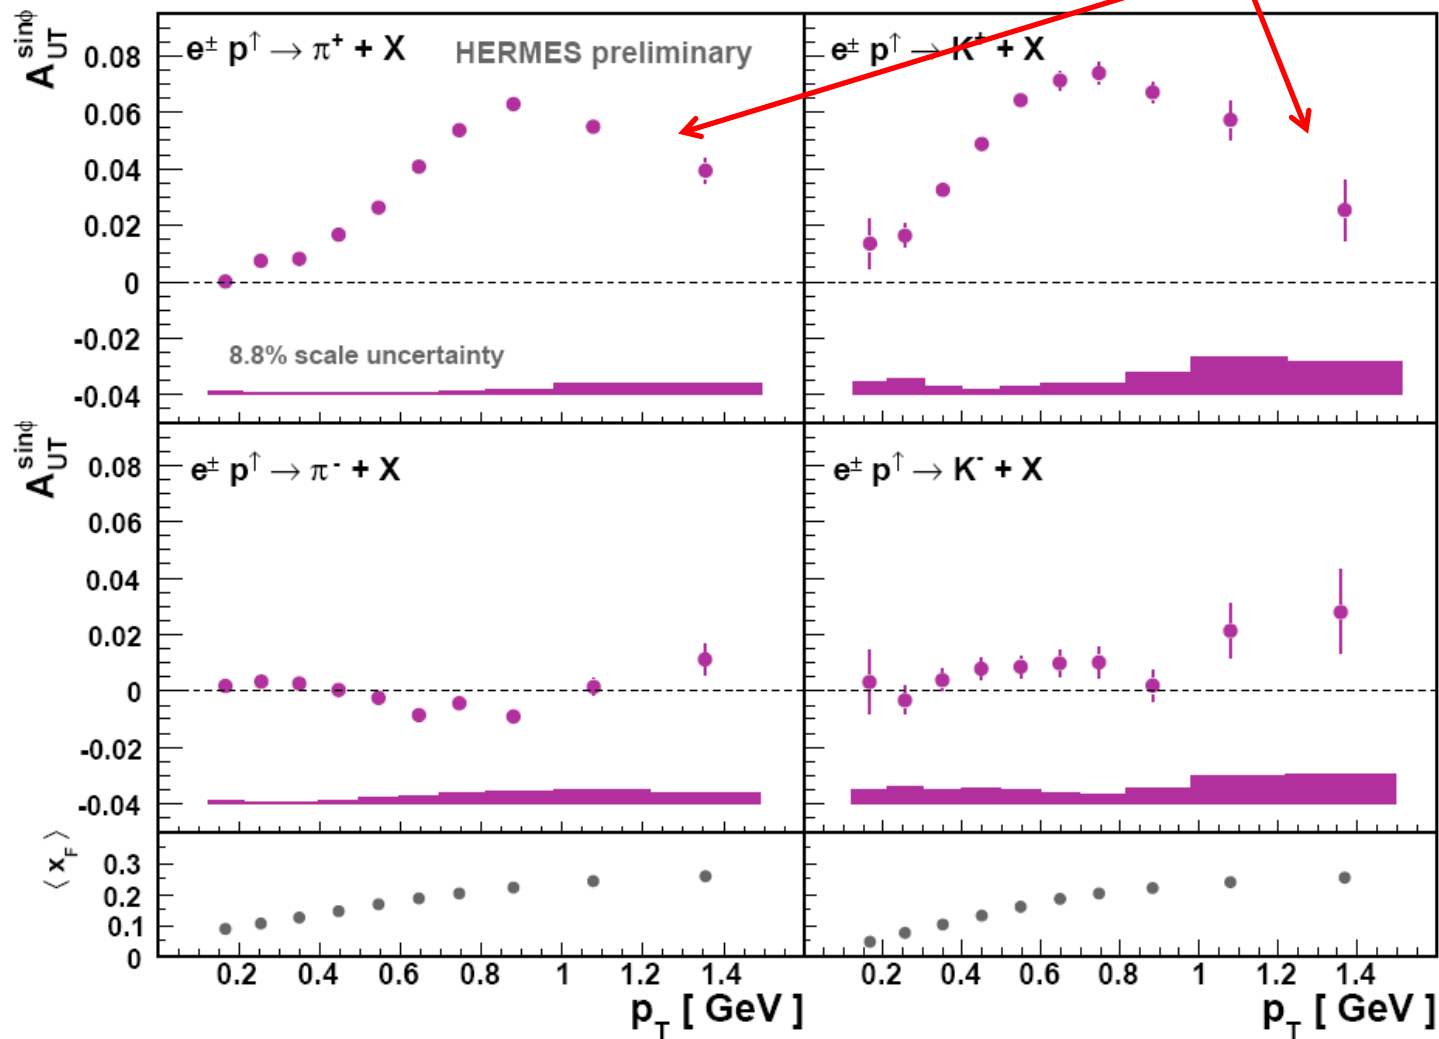 A_UT^sinϕ
e± p↑ → π+ + X
HERMES preliminary
0.08
0.06
0.04
0.02
0
-0.02
-0.04
8.8% scale uncertainty
e± p↑ → K+ + X
A_UT^sinϕ
e± p↑ → π- + X
0.08
0.06
0.04
0.02
0
-0.02
-0.04
e± p↑ → K- + X
⟨ x_F ⟩
0.3
0.2
0.1
0
0.2 0.4 0.6 0.8 1 1.2 1.4
p_T [ GeV ]
0.2 0.4 0.6 0.8 1 1.2 1.4
p_T [ GeV ]